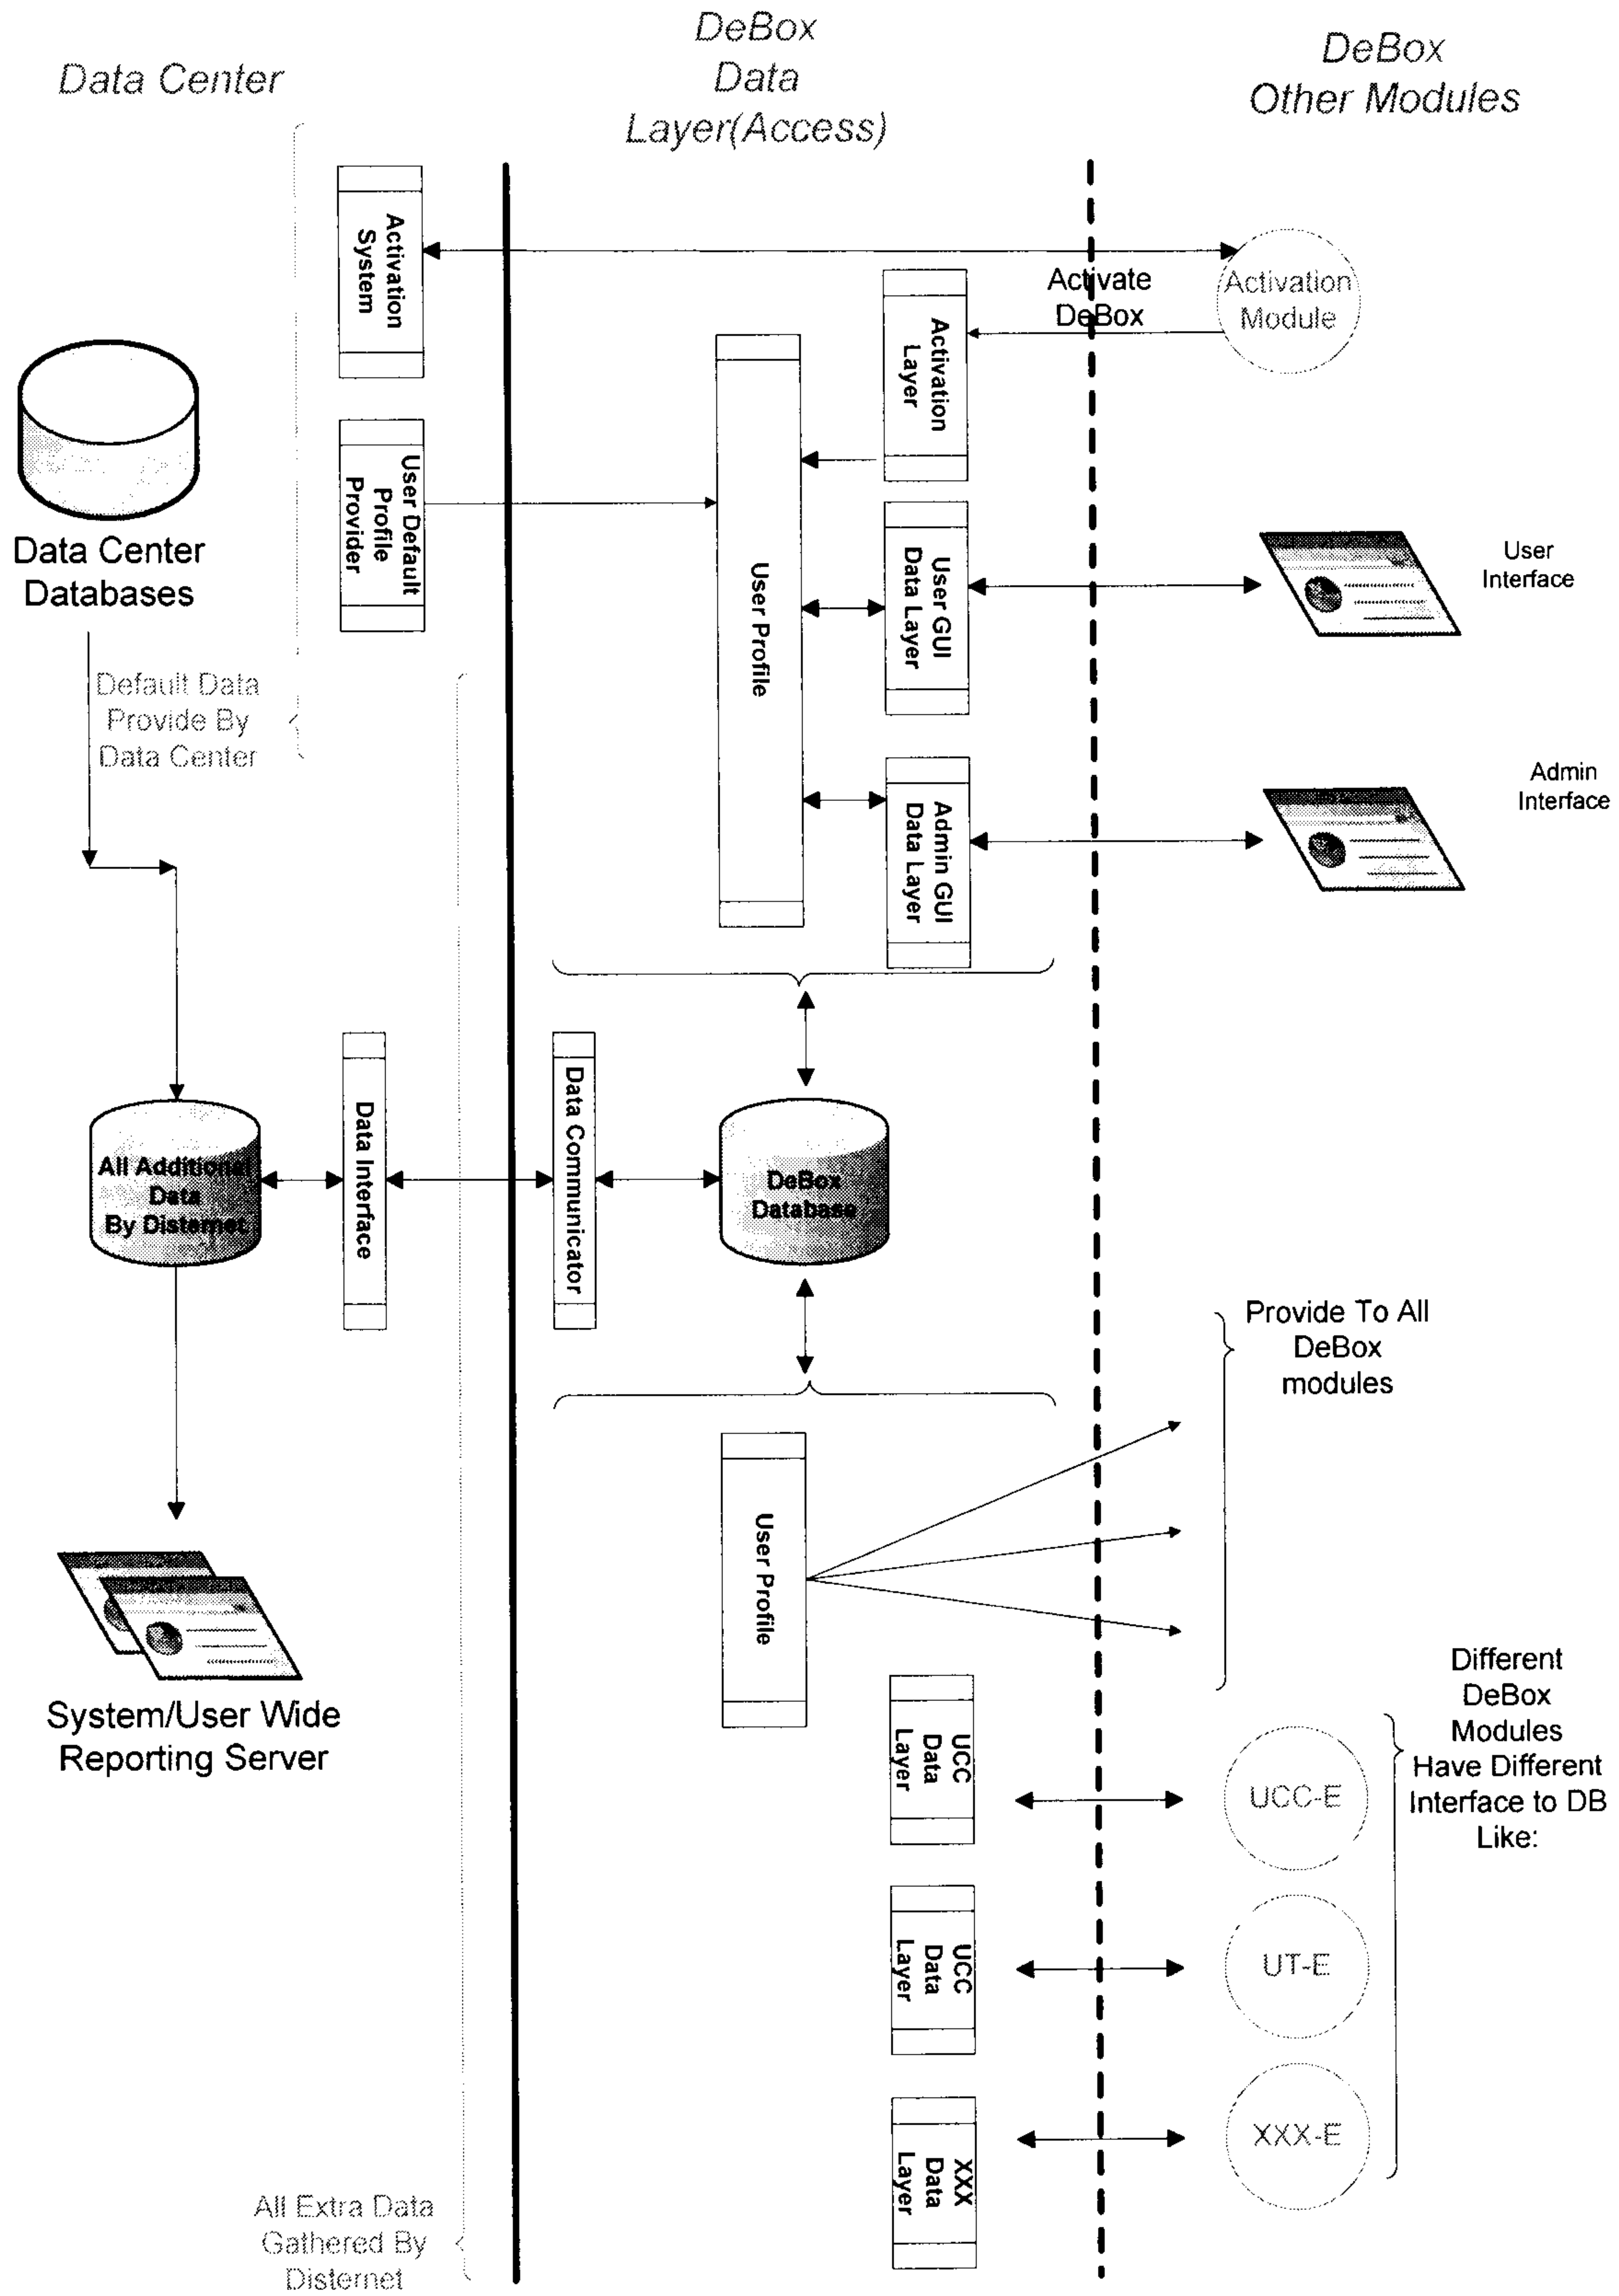 Data Center
DeBox
Data
Layer(Access)
DeBox
Other Modules
Activation
System
Activate
DeBox
Activation
Module
Activation
Layer
User Default
Profile
Provider
User Profile
User GUI
Data Layer
User
Interface
Data Center
Databases
Default Data
Provide By
Data Center
Admin GUI
Data Layer
Admin
Interface
All Additional
Data
By Disternet
Data Interface
Data Communicator
DeBox
Database
Provide To All
DeBox
modules
User Profile
System/User Wide
Reporting Server
Different
DeBox
Modules
Have Different
Interface to DB
Like:
UCC
Data
Layer
UCC-E
UCC
Data
Layer
UT-E
XXX
Data
Layer
XXX-E
All Extra Data
Gathered By
Disternet